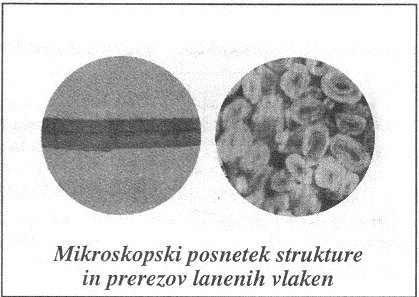 Mikroskopski posnetek strukture
in prerezov lanenih vlaken